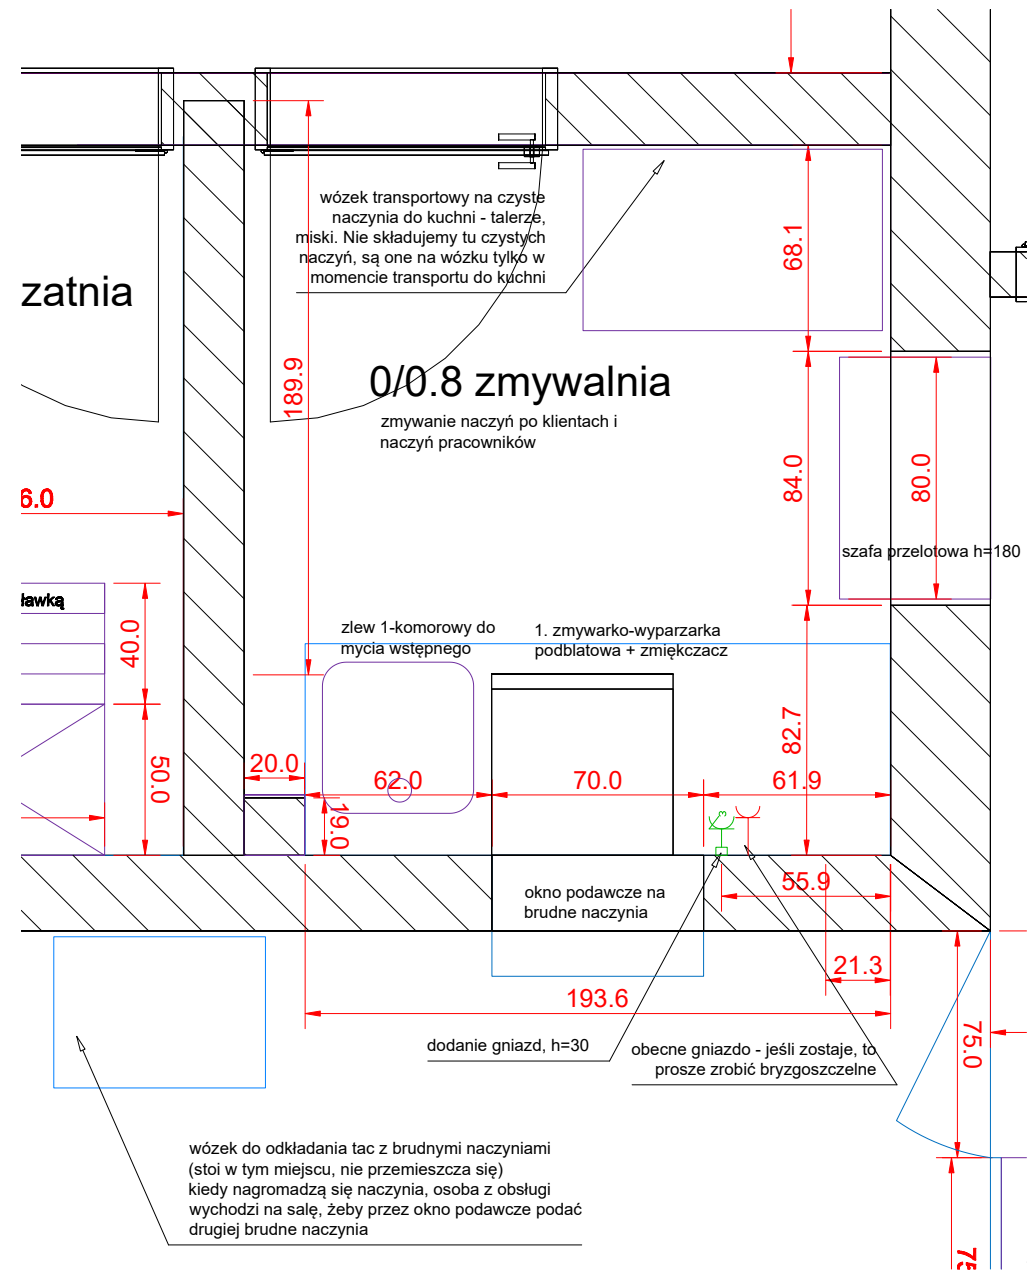 wózek transportowy na czyste
naczynia do kuchni - talerze,
miski. Nie składujemy tu czystych
naczyń, są one na wózku tylko w
momencie transportu do kuchni
68.1
zatnia
189.9
0/0.8 zmywalnia
zmywanie naczyń po klientach i
naczyń pracowników
84.0
80.0
6.0
szafa przelotowa h=180
ławką
40.0
zlew 1-komorowy do
mycia wstępnego
1. zmywarko-wyparzarka
podblatowa + zmiękczacz
82.7
50.0
20.0
62.0
70.0
61.9
19.0
3
okno podawcze na
brudne naczynia
55.9
21.3
193.6
75.0
dodanie gniazd, h=30
obecne gniazdo - jeśli zostaje, to
prosze zrobić bryzgoszczelne
wózek do odkładania tac z brudnymi naczyniami
(stoi w tym miejscu, nie przemieszcza się)
kiedy nagromadzą się naczynia, osoba z obsługi
wychodzi na salę, żeby przez okno podawcze podać
drugiej brudne naczynia
75